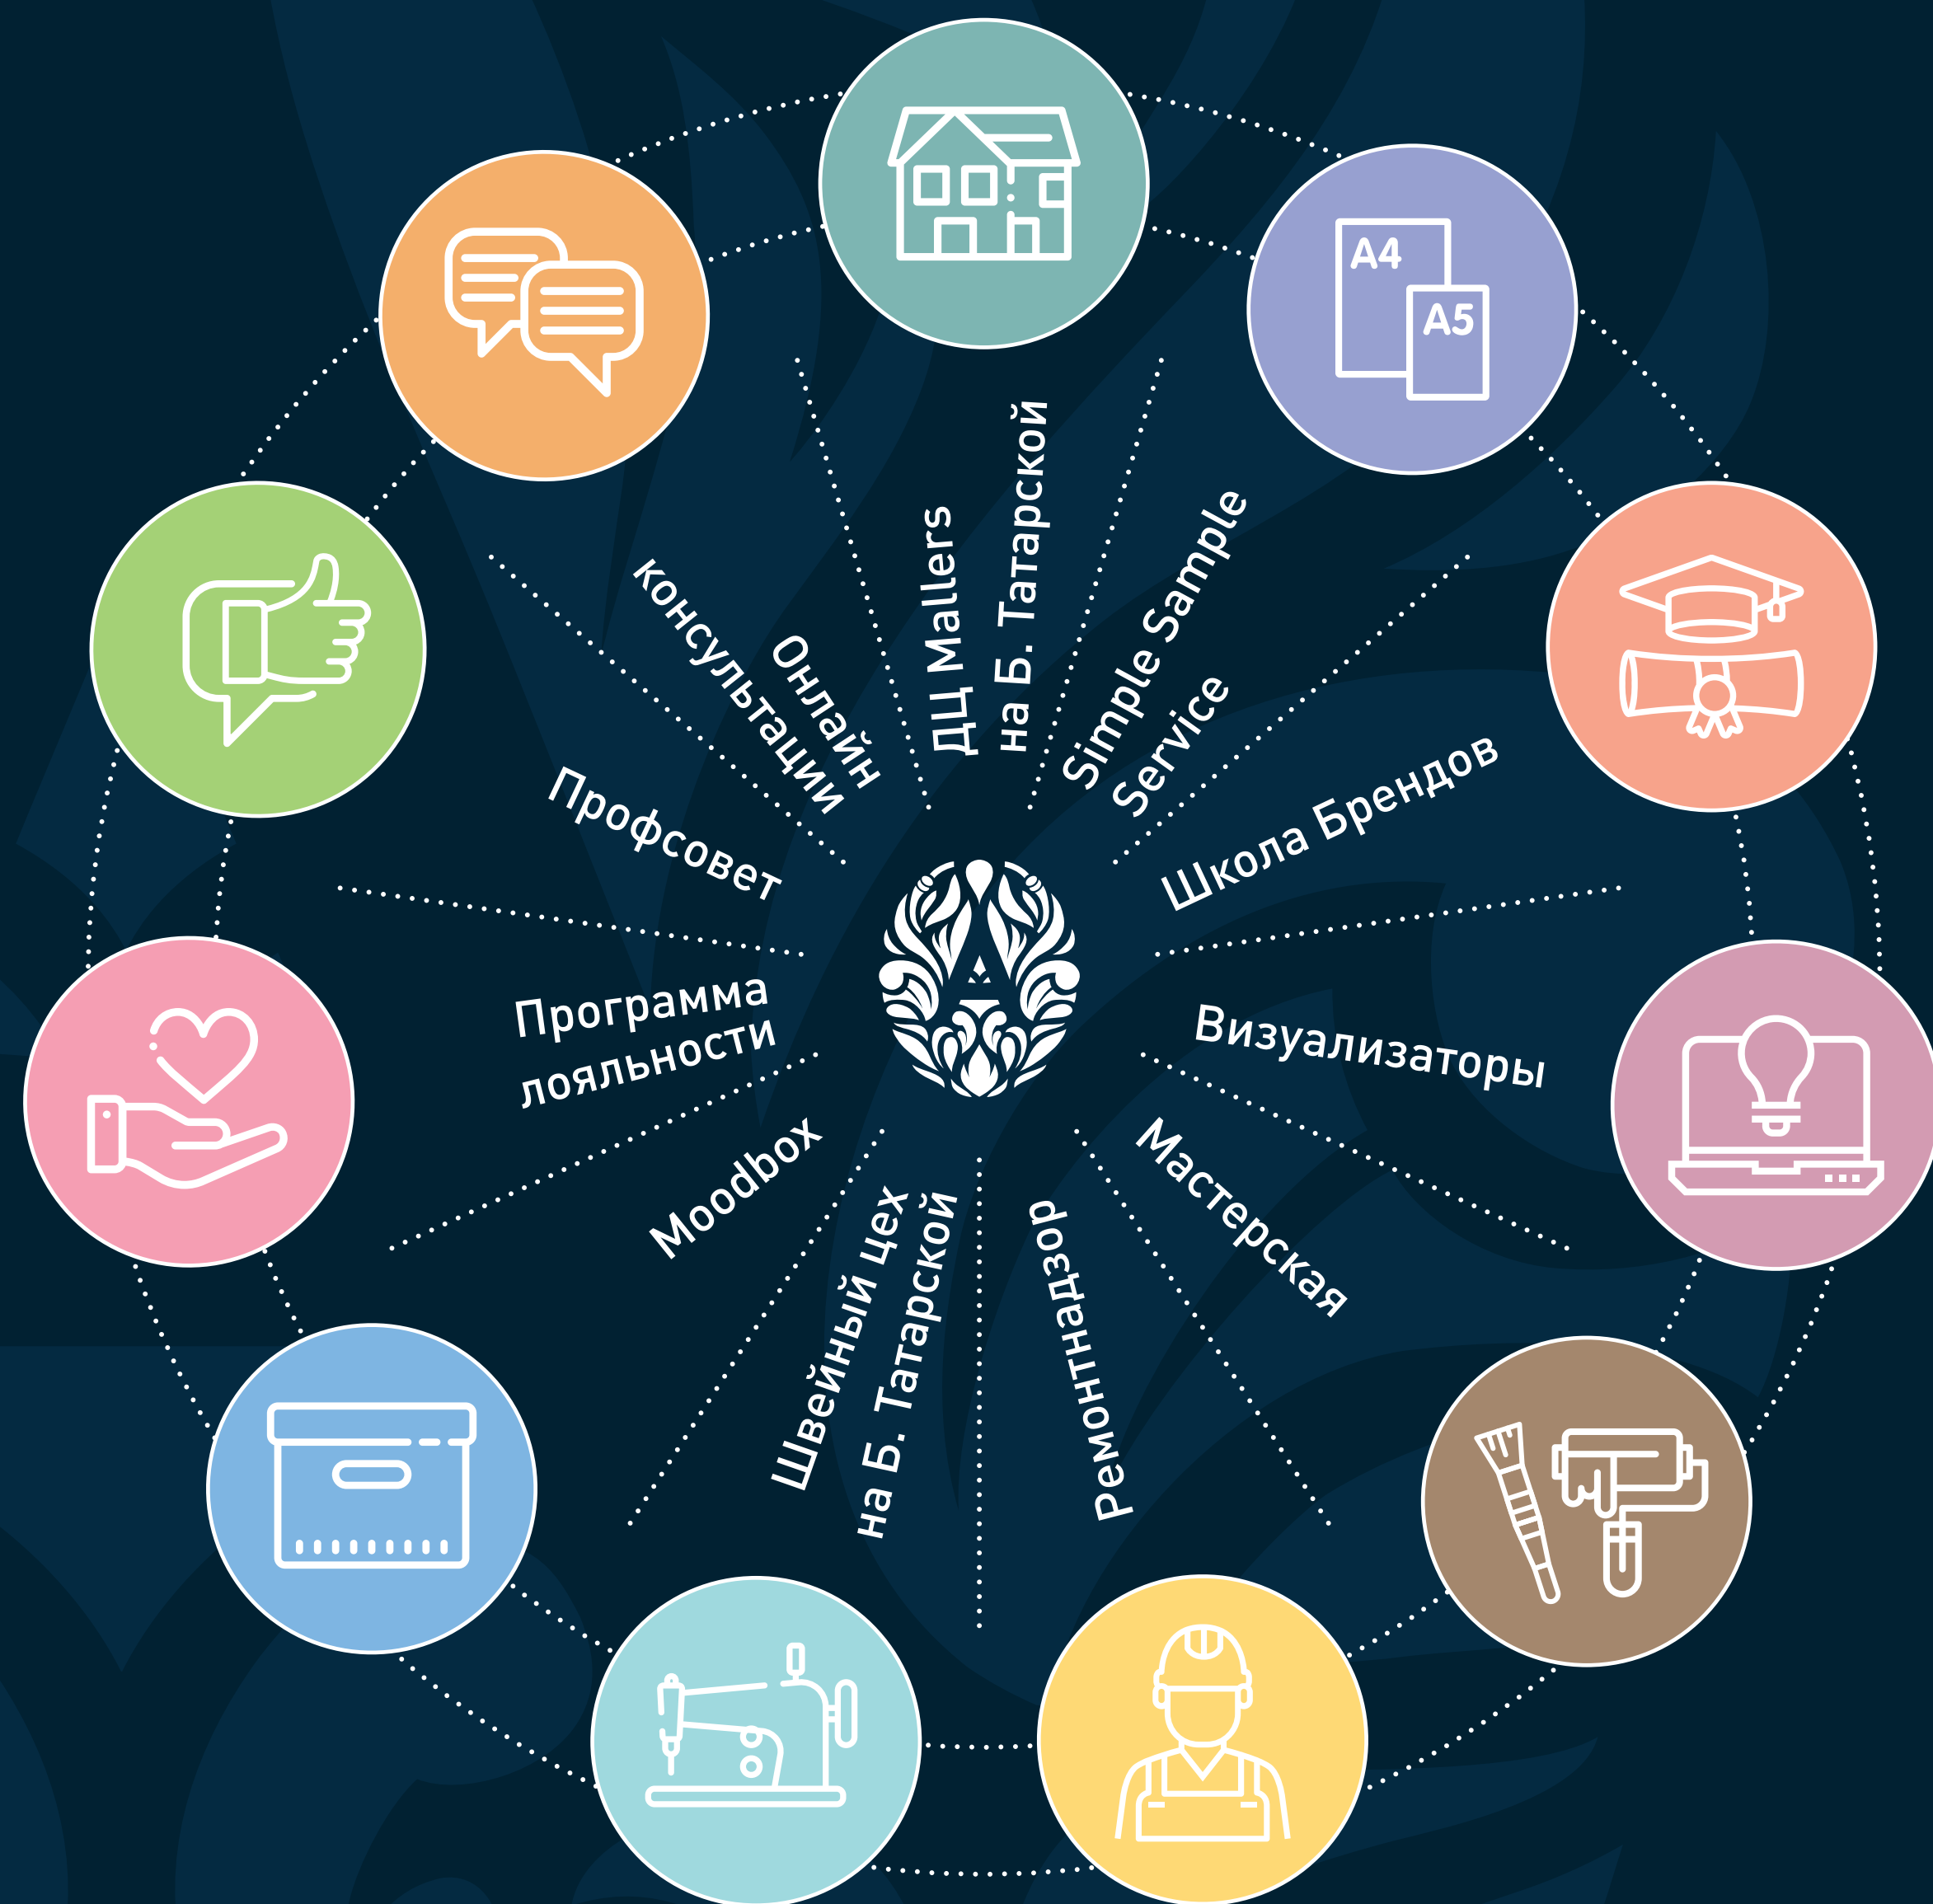 ДЦ Mallers
на Б. Татарской
A4
A5
Simple Sample
Service
Школа Брендов
Визуализаторы
Мастерская
Ремонтнадзор
Швейный цех
на Б. Татарской
Moodbox
Программа
лояльности
Профсовет
Онлайн
консультации